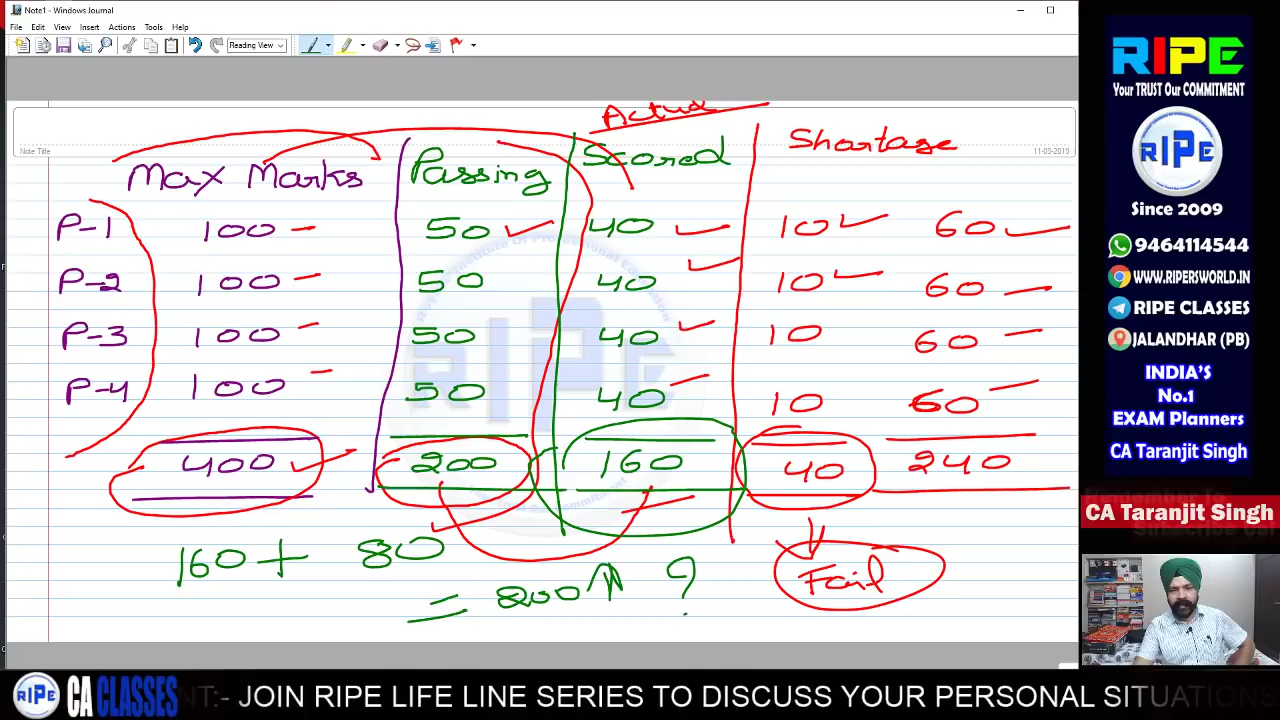 Note1 - Windows Journal
File Edit View Insert Actions Tools Help
Reading View
Note Title
11-09-2019
Actual
Max Marks Passing Scored Shortage
P-1 100 50 40 10 60
P-2 100 50 40 10 60
P-3 100 50 40 10 60
P-4 100 50 40 10 60
400 200 160 40 240
160 + 80
= 200 ?
Fail
RIPE
Your TRUST Our COMMITMENT
RIPE
Since 2009
9464114544
WWW.RIPERSWORLD.IN
RIPE CLASSES
JALANDHAR (PB)
INDIA'S
No.1
EXAM Planners
CA Taranjit Singh
CA Taranjit Singh
RIPE CA CLASSES NT:- JOIN RIPE LIFE LINE SERIES TO DISCUSS YOUR PERSONAL SITUATIONS